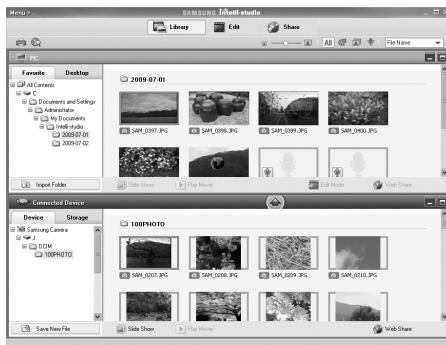 Menu >
SAMSUNG Intelli-studio
Library Edit Share
All File Name
PC
Favorite Desktop
All Contents
C:
Documents and Settings
Administrator
My Documents
Intelli-studio
2009-07-01
2009-07-02
2009-07-01
SAM_0397.JPG SAM_0398.JPG SAM_0399.JPG SAM_0400.JPG
Import Folder Slide Show Play Movie Edit Mode Web Share
Connected Device
Device Storage
Samsung Camera
J:
DCIM
100PHOTO
100PHOTO
SAM_0207.JPG SAM_0208.JPG SAM_0209.JPG SAM_0210.JPG
Save New File Slide Show Play Movie Web Share